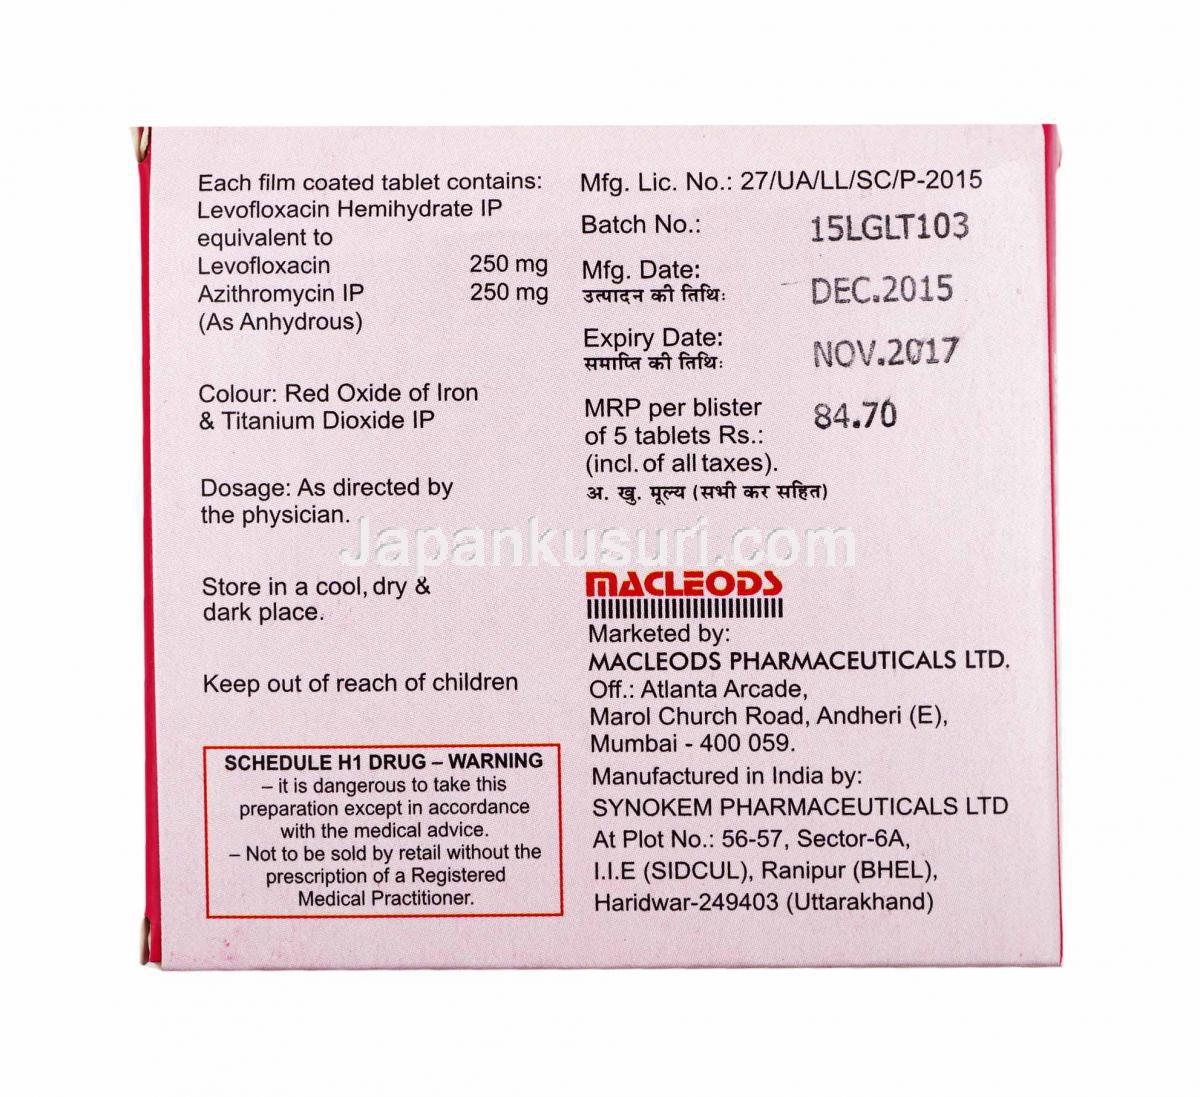 Each film coated tablet contains:
Levofloxacin Hemihydrate IP
equivalent to
Levofloxacin 250 mg
Azithromycin IP 250 mg
(As Anhydrous)
Colour: Red Oxide of Iron
& Titanium Dioxide IP
Dosage: As directed by
the physician.
Store in a cool, dry &
dark place.
Keep out of reach of children
SCHEDULE H1 DRUG – WARNING
– it is dangerous to take this
preparation except in accordance
with the medical advice.
– Not to be sold by retail without the
prescription of a Registered
Medical Practitioner.
Mfg. Lic. No.: 27/UA/LL/SC/P-2015
Batch No.: 15LGLT103
Mfg. Date: DEC.2015
उत्पादन की तिथि:
Expiry Date: NOV.2017
समाप्ति की तिथि:
MRP per blister 84.70
of 5 tablets Rs.:
(incl. of all taxes).
अ. खु. मूल्य (सभी कर सहित)
Japankusuri.com
MACLEODS
Marketed by:
MACLEODS PHARMACEUTICALS LTD.
Off.: Atlanta Arcade,
Marol Church Road, Andheri (E),
Mumbai - 400 059.
Manufactured in India by:
SYNOKEM PHARMACEUTICALS LTD
At Plot No.: 56-57, Sector-6A,
I.I.E (SIDCUL), Ranipur (BHEL),
Haridwar-249403 (Uttarakhand)